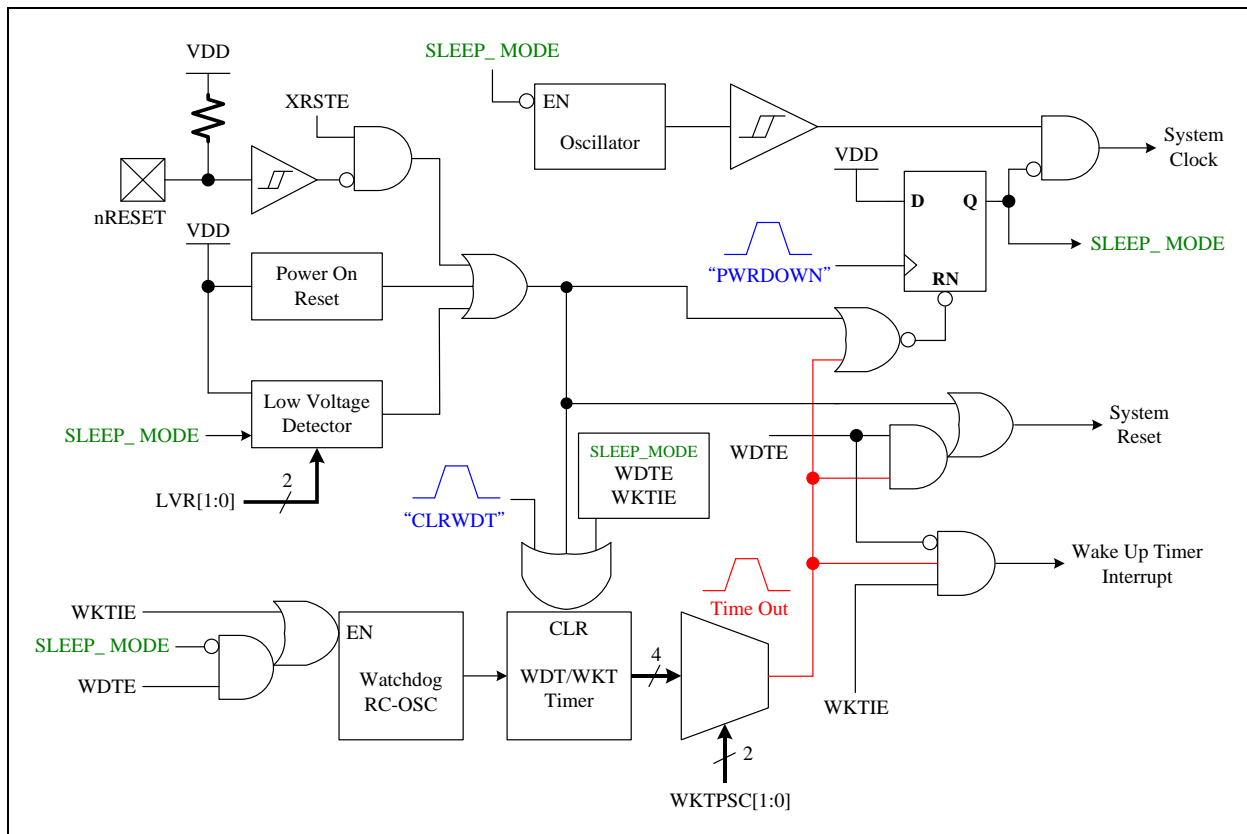 VDD
SLEEP_ MODE
XRSTE
EN
Oscillator
System
Clock
VDD
nRESET
D
Q
VDD
SLEEP_ MODE
Power On
Reset
“PWRDOWN”
RN
Low Voltage
Detector
SLEEP_ MODE
System
Reset
WDTE
SLEEP_MODE
WDTE
WKTIE
LVR[1:0]
2
“CLRWDT”
Wake Up Timer
Interrupt
Time Out
WKTIE
SLEEP_ MODE
WDTE
EN
Watchdog
RC-OSC
CLR
WDT/WKT
Timer
4
WKTIE
2
WKTPSC[1:0]